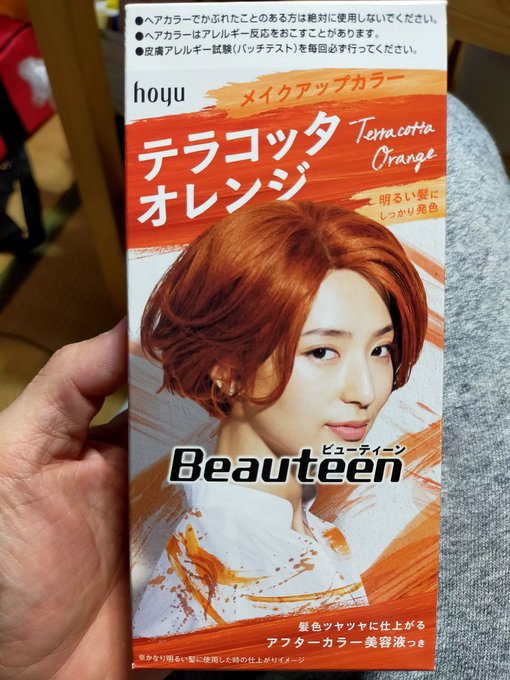 ●ヘアカラーでかぶれたことのある方は絶対に使用しないでください。
●ヘアカラーはアレルギー反応をおこすことがあります。
●皮膚アレルギー試験(パッチテスト)を毎回必ず行ってください。
hoyu
メイクアップカラー
テラコッタ
オレンジ
Terracotta
Orange
明るい髪に
しっかり発色
ビューティーン
Beauteen
髪色ツヤツヤに仕上がる
アフターカラー美容液つき
※かなり明るい髪に使用した時の仕上がりイメージ